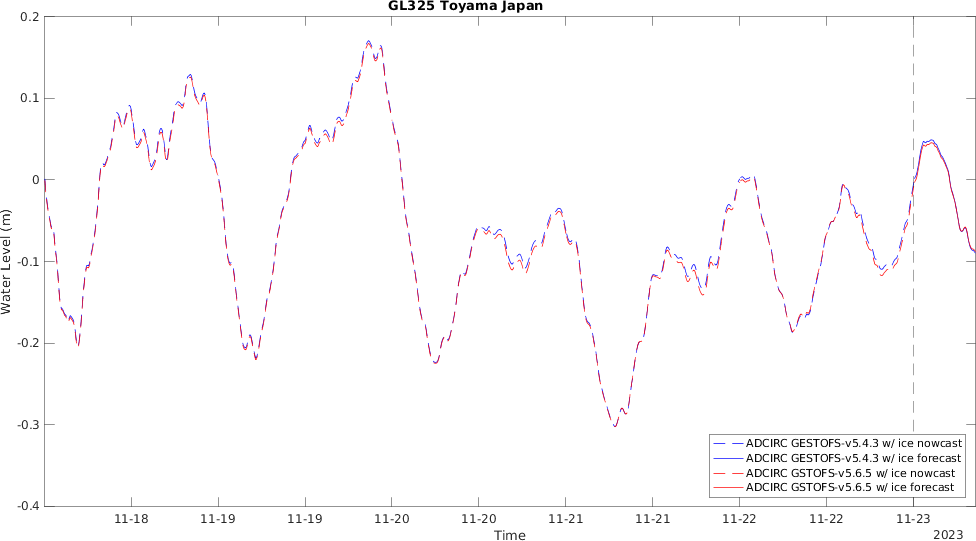 GL325 Toyama Japan
0.2
0.1
0
-0.1
-0.2
-0.3
-0.4
Water Level (m)
ADCIRC GESTOFS-v5.4.3 w/ ice nowcast
ADCIRC GESTOFS-v5.4.3 w/ ice forecast
ADCIRC GSTOFS-v5.6.5 w/ ice nowcast
ADCIRC GSTOFS-v5.6.5 w/ ice forecast
11-18 11-19 11-19 11-20 11-20 11-21 11-21 11-22 11-22 11-23
Time
2023